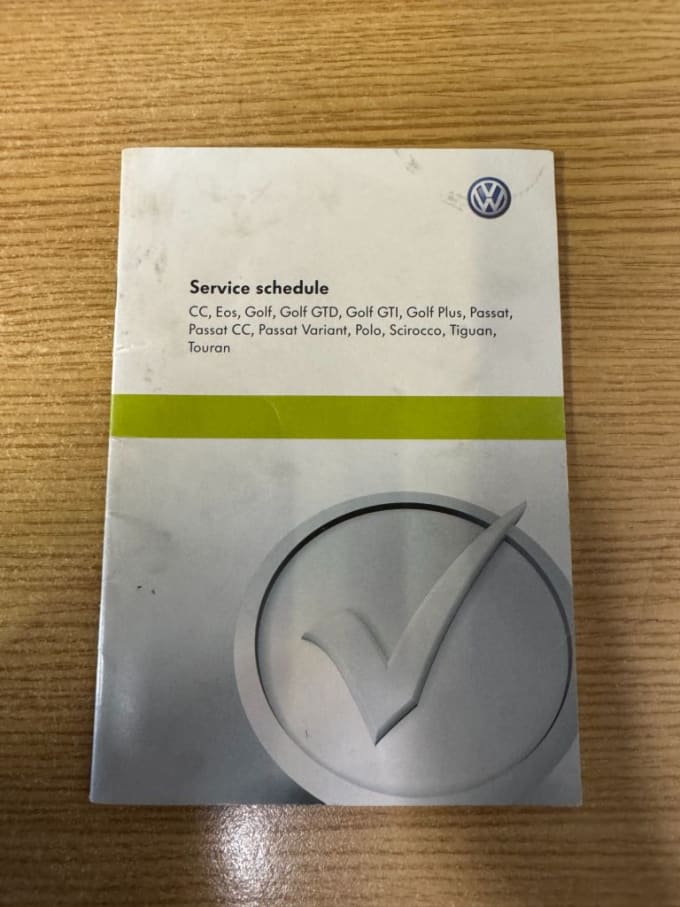 Service schedule
CC, Eos, Golf, Golf GTD, Golf GTI, Golf Plus, Passat,
Passat CC, Passat Variant, Polo, Scirocco, Tiguan,
Touran